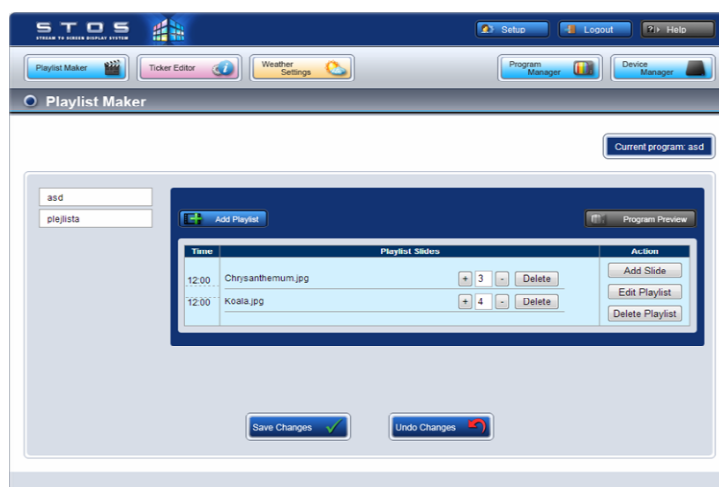 STOS
STREAM TO SCREEN DISPLAY SYSTEM
Setup
Logout
Help
Playlist Maker
Ticker Editor
Weather
Settings
Program
Manager
Device
Manager
Playlist Maker
Current program: asd
asd
plejlista
Add Playlist
Program Preview
Time Playlist Slides Action
12:00 Chrysanthemum.jpg + 3 - Delete
12:00 Koala.jpg + 4 - Delete
Add Slide
Edit Playlist
Delete Playlist
Save Changes
Undo Changes